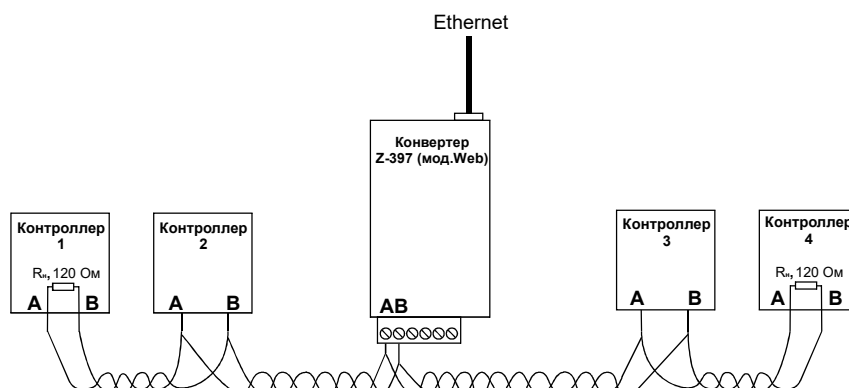 Ethernet
Конвертер
Z-397 (мод.Web)
Контроллер
1
Контроллер
2
Контроллер
3
Контроллер
4
Rн, 120 Ом
Rн, 120 Ом
A B
A B
AB
A B
A B